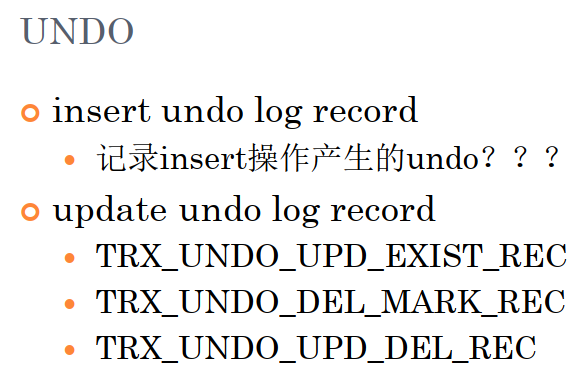 UNDO
insert undo log record
记录insert操作产生的undo？？？
update undo log record
TRX_UNDO_UPD_EXIST_REC
TRX_UNDO_DEL_MARK_REC
TRX_UNDO_UPD_DEL_REC